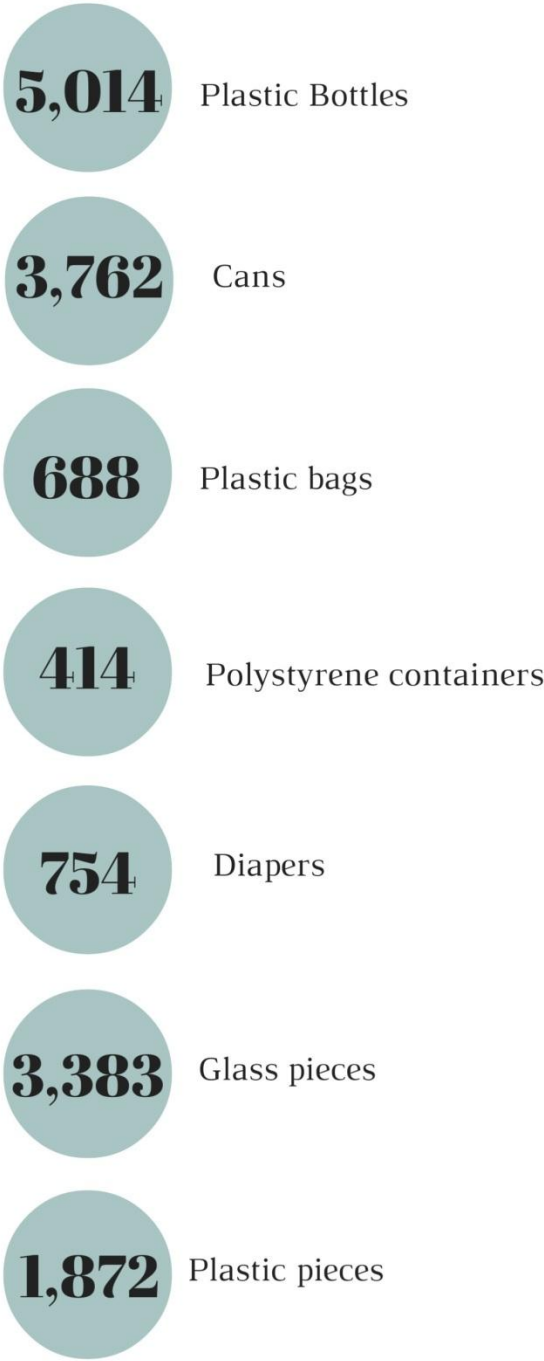 5,014 Plastic Bottles
3,762 Cans
688 Plastic bags
414 Polystyrene containers
754 Diapers
3,383 Glass pieces
1,872 Plastic pieces